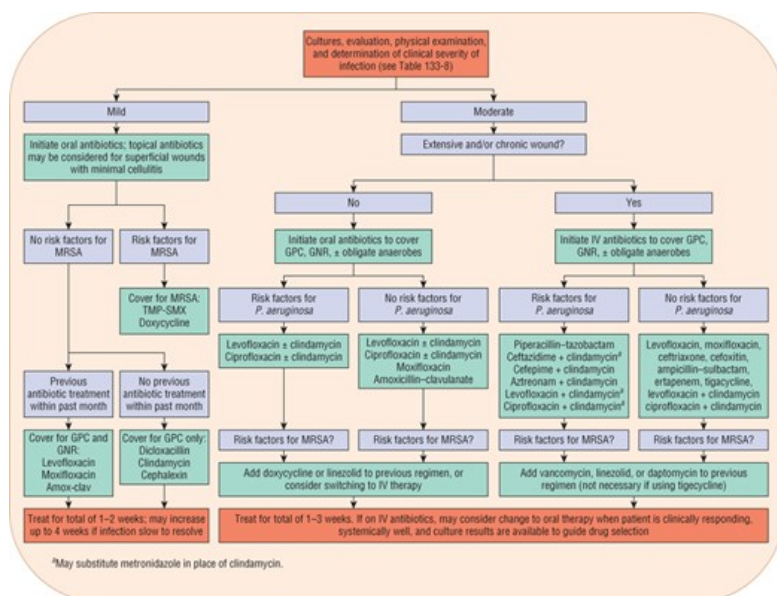 Cultures, evaluation, physical examination,
and determination of clinical severity of
infection (see Table 133-8)
Mild
Moderate
Initiate oral antibiotics; topical antibiotics
may be considered for superficial wounds
with minimal cellulitis
Extensive and/or chronic wound?
No
Yes
No risk factors for
MRSA
Risk factors for
MRSA
Initiate oral antibiotics to cover
GPC, GNR, ± obligate anaerobes
Initiate IV antibiotics to cover GPC,
GNR, ± obligate anaerobes
Cover for MRSA:
TMP-SMX
Doxycycline
Risk factors for
P. aeruginosa
No risk factors for
P. aeruginosa
Risk factors for
P. aeruginosa
No risk factors for
P. aeruginosa
Levofloxacin ± clindamycin
Ciprofloxacin ± clindamycin
Levofloxacin ± clindamycin
Ciprofloxacin ± clindamycin
Moxifloxacin
Amoxicillin–clavulanate
Piperacillin–tazobactam
Ceftazidime + clindamycinª
Cefepime + clindamycin
Aztreonam + clindamycin
Levofloxacin + clindamycinª
Ciprofloxacin + clindamycinª
Levofloxacin, moxifloxacin,
ceftriaxone, cefoxitin,
ampicillin–sulbactam,
ertapenem, tigacycline,
levofloxacin + clindamycin
ciprofloxacin + clindamycin
Previous
antibiotic treatment
within past month
No previous
antibiotic treatment
within past month
Cover for GPC and
GNR:
Levofloxacin
Moxifloxacin
Amox-clav
Cover for GPC only:
Dicloxacillin
Clindamycin
Cephalexin
Risk factors for MRSA?
Risk factors for MRSA?
Risk factors for MRSA?
Risk factors for MRSA?
Add doxycycline or linezolid to previous regimen, or
consider switching to IV therapy
Add vancomycin, linezolid, or daptomycin to previous
regimen (not necessary if using tigecycline)
Treat for total of 1–2 weeks; may increase
up to 4 weeks if infection slow to resolve
Treat for total of 1–3 weeks. If on IV antibiotics, may consider change to oral therapy when patient is clinically responding,
systemically well, and culture results are available to guide drug selection
ªMay substitute metronidazole in place of clindamycin.